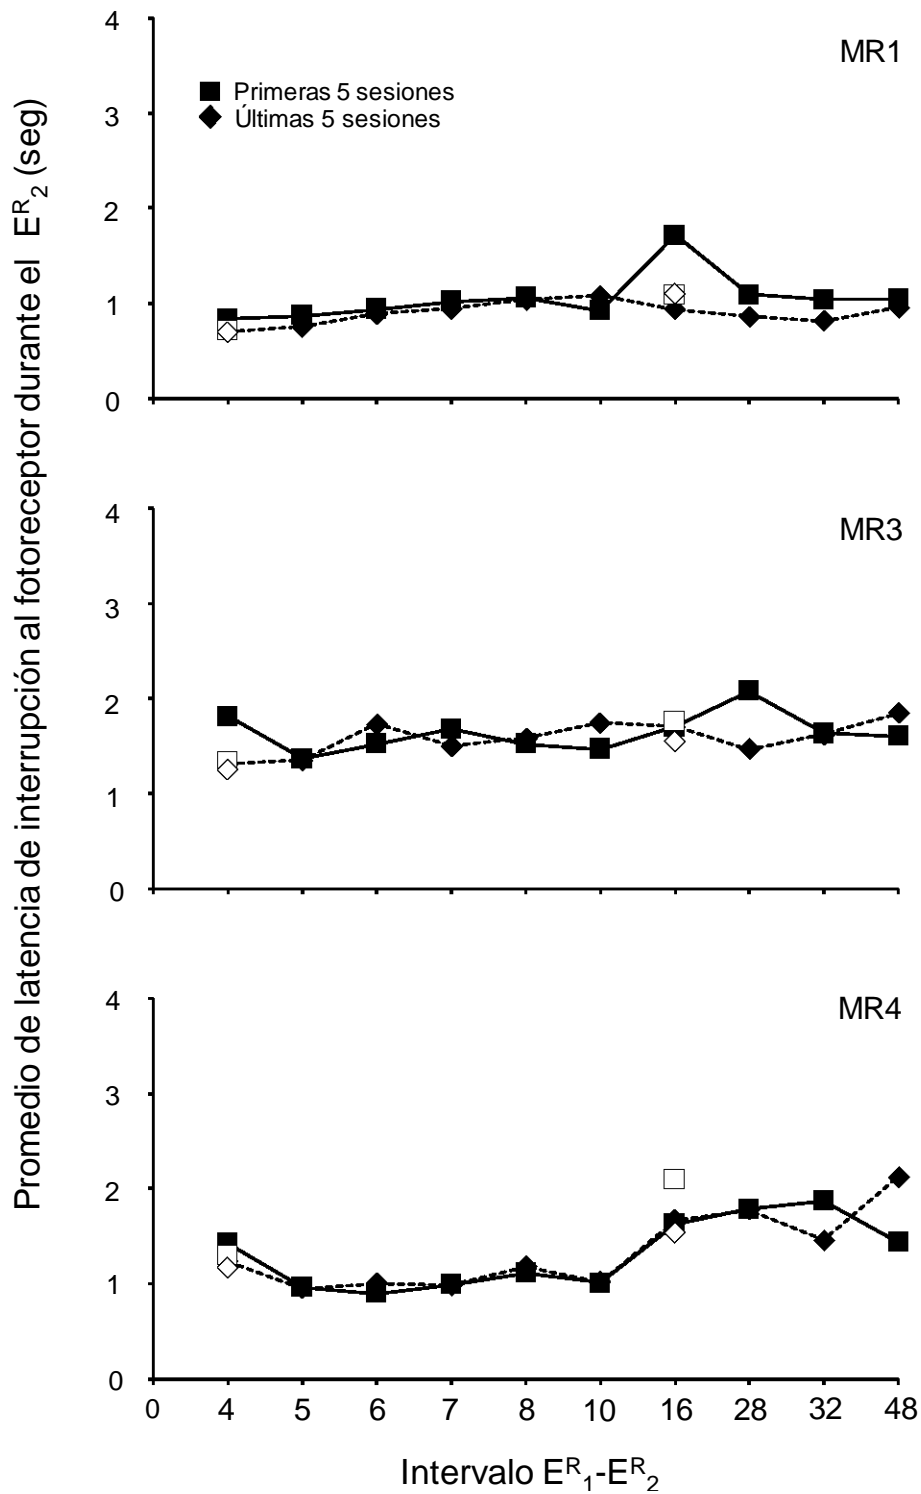 Promedio de latencia de interrupción al fotoreceptor durante el E^R_2 (seg)
MR1
Primeras 5 sesiones
Últimas 5 sesiones
4
3
2
1
0
MR3
4
3
2
1
0
MR4
4
3
2
1
0
0 4 5 6 7 8 10 16 28 32 48
Intervalo E^R_1-E^R_2